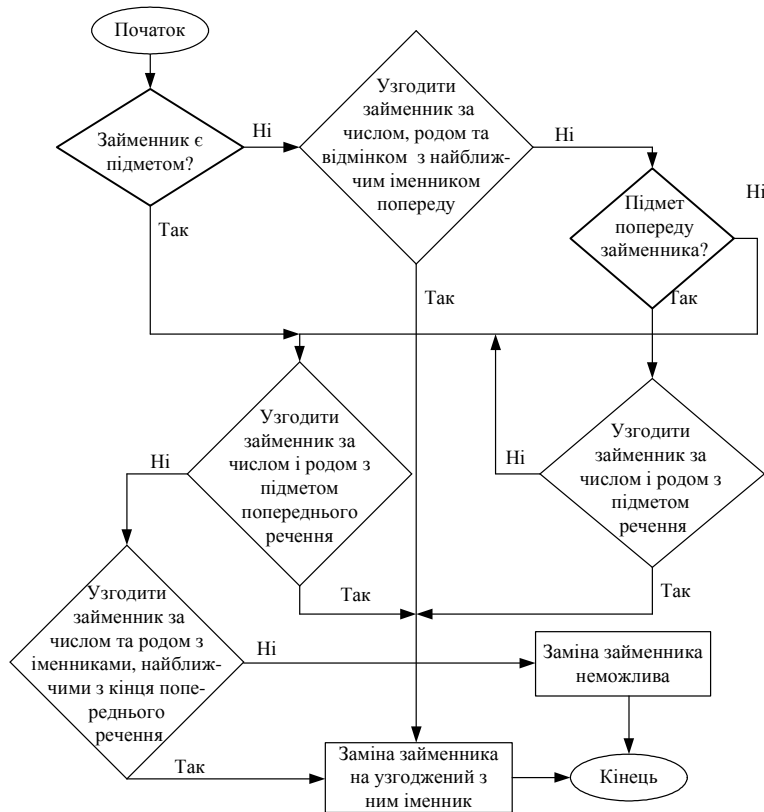 Початок
Займенник є
підметом?
Ні
Так
Узгодити
займенник за
числом, родом та
відмінком з найближ-
чим іменником
попереду
Ні
Так
Підмет
попереду
займенника?
Ні
Так
Узгодити
займенник за
числом і родом з
підметом
попереднього
речення
Ні
Так
Узгодити
займенник за
числом і родом з
підметом
речення
Ні
Так
Узгодити
займенник за
числом та родом з
іменниками, найближ-
чими з кінця попе-
реднього
речення
Ні
Так
Заміна займенника
неможлива
Заміна займенника
на узгоджений з
ним іменник
Кінець